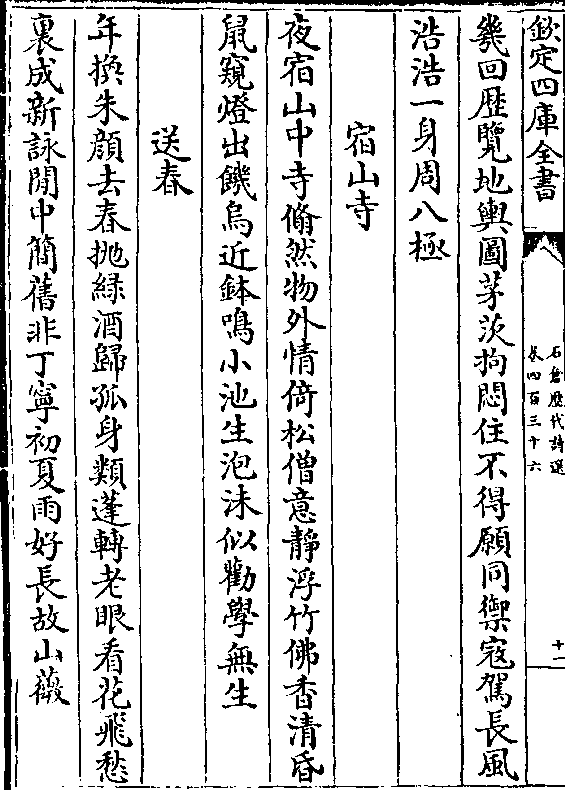 欽定四庫全書
石倉歷代詩選
卷四百三十六
十一
幾回歴覽地輿圖茅茨拘悶住不得願同禦寇駕長風
浩浩一身周八極
宿山寺
夜宿山中寺翛然物外情倚松僧意靜浮竹佛香清昏
鼠窺燈出饑烏近鉢鳴小池生泡沫似勸學無生
送春
年換朱顔去春抛緑酒歸孤身類蓬轉老眼看花飛愁
裏成新詠閒中簡舊非丁寧初夏雨好長故山薇